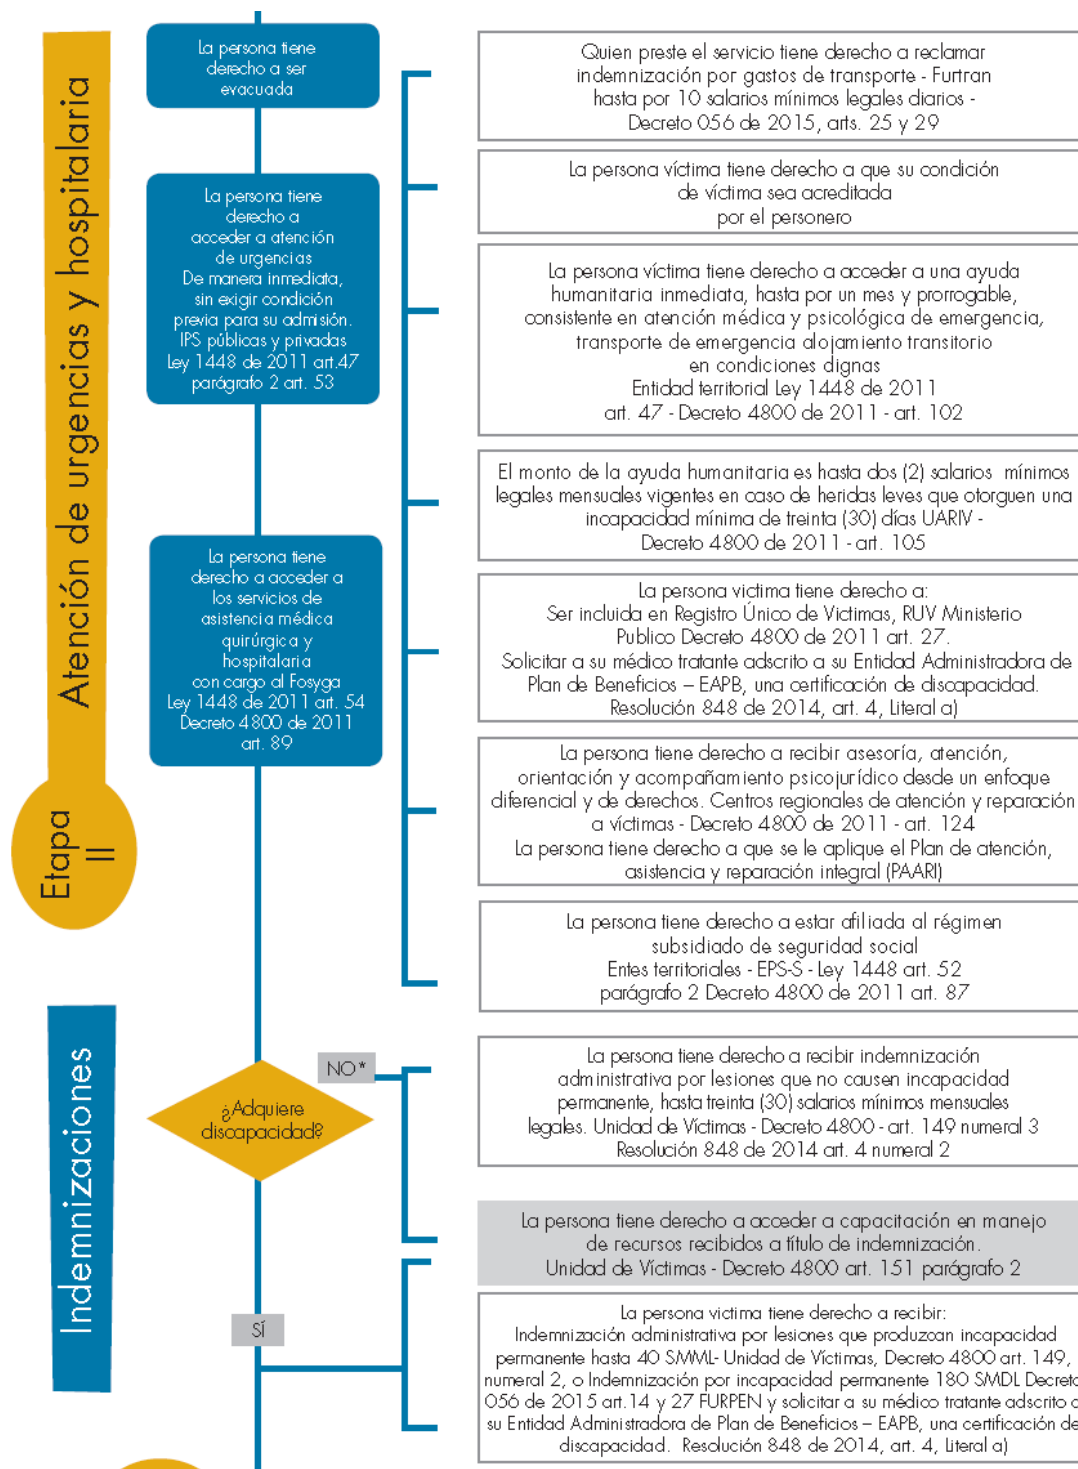 Atención de urgencias y hospitalaria
Etapa
II
La persona tiene
derecho a ser
evacuada
La persona tiene
derecho a
acceder a atención
de urgencias
De manera inmediata,
sin exigir condición
previa para su admisión.
IPS públicas y privadas
Ley 1448 de 2011 art.47
parágrafo 2 art. 53
La persona tiene
derecho a acceder a
los servicios de
asistencia médica
quirúrgica y
hospitalaria
con cargo al Fosyga
Ley 1448 de 2011 art. 54
Decreto 4800 de 2011
art. 89
Quien preste el servicio tiene derecho a reclamar
indemnización por gastos de transporte - Furtran
hasta por 10 salarios mínimos legales diarios -
Decreto 056 de 2015, arts. 25 y 29
La persona víctima tiene derecho a que su condición
de víctima sea acreditada
por el personero
La persona víctima tiene derecho a acceder a una ayuda
humanitaria inmediata, hasta por un mes y prorrogable,
consistente en atención médica y psicológica de emergencia,
transporte de emergencia alojamiento transitorio
en condiciones dignas
Entidad territorial Ley 1448 de 2011
art. 47 - Decreto 4800 de 2011 - art. 102
El monto de la ayuda humanitaria es hasta dos (2) salarios mínimos
legales mensuales vigentes en caso de heridas leves que otorguen una
incapacidad mínima de treinta (30) días UARIV -
Decreto 4800 de 2011 - art. 105
La persona victima tiene derecho a:
Ser incluida en Registro Único de Victimas, RUV Ministerio
Publico Decreto 4800 de 2011 art. 27.
Solicitar a su médico tratante adscrito a su Entidad Administradora de
Plan de Beneficios – EAPB, una certificación de discapacidad.
Resolución 848 de 2014, art. 4, Literal a)
La persona tiene derecho a recibir asesoría, atención,
orientación y acompañamiento psicojurídico desde un enfoque
diferencial y de derechos. Centros regionales de atención y reparación
a víctimas - Decreto 4800 de 2011 - art. 124
La persona tiene derecho a que se le aplique el Plan de atención,
asistencia y reparación integral (PAARI)
La persona tiene derecho a estar afiliada al régimen
subsidiado de seguridad social
Entes territoriales - EPS-S - Ley 1448 art. 52
parágrafo 2 Decreto 4800 de 2011 art. 87
Indemnizaciones
¿Adquiere
discapacidad?
NO*
La persona tiene derecho a recibir indemnización
administrativa por lesiones que no causen incapacidad
permanente, hasta treinta (30) salarios mínimos mensuales
legales. Unidad de Víctimas - Decreto 4800 - art. 149 numeral 3
Resolución 848 de 2014 art. 4 numeral 2
La persona tiene derecho a acceder a capacitación en manejo
de recursos recibidos a título de indemnización.
Unidad de Víctimas - Decreto 4800 art. 151 parágrafo 2
SÍ
La persona victima tiene derecho a recibir:
Indemnización administrativa por lesiones que produzcan incapacidad
permanente hasta 40 SMML- Unidad de Víctimas, Decreto 4800 art. 149,
numeral 2, o Indemnización por incapacidad permanente 180 SMDL Decreto
056 de 2015 art.14 y 27 FURPEN y solicitar a su médico tratante adscrito a
su Entidad Administradora de Plan de Beneficios – EAPB, una certificación de
discapacidad. Resolución 848 de 2014, art. 4, Literal a)